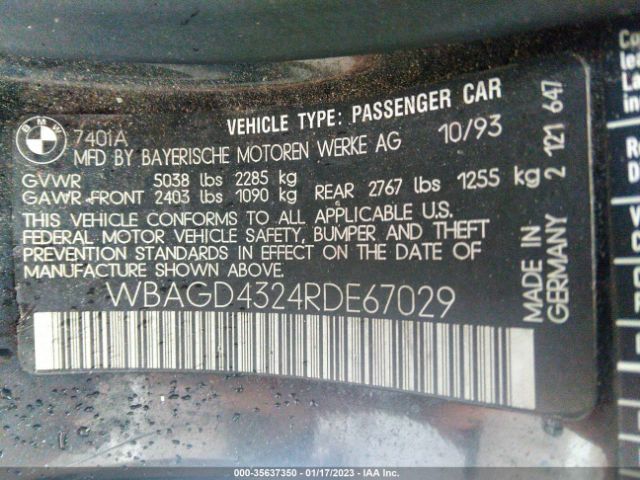 BMW
7401A
VEHICLE TYPE: PASSENGER CAR
MFD BY BAYERISCHE MOTOREN WERKE AG 10/93
GVWR 5038 lbs 2285 kg
GAWR FRONT 2403 lbs 1090 kg REAR 2767 lbs 1255 kg
THIS VEHICLE CONFORMS TO ALL APPLICABLE U.S.
FEDERAL MOTOR VEHICLE SAFETY, BUMPER AND THEFT
PREVENTION STANDARDS IN EFFECT ON THE DATE OF
MANUFACTURE SHOWN ABOVE.
WBAGD4324RDE67029
MADE IN
GERMANY 2 121 647
000-35637350 | 01/17/2023 | IAA Inc.